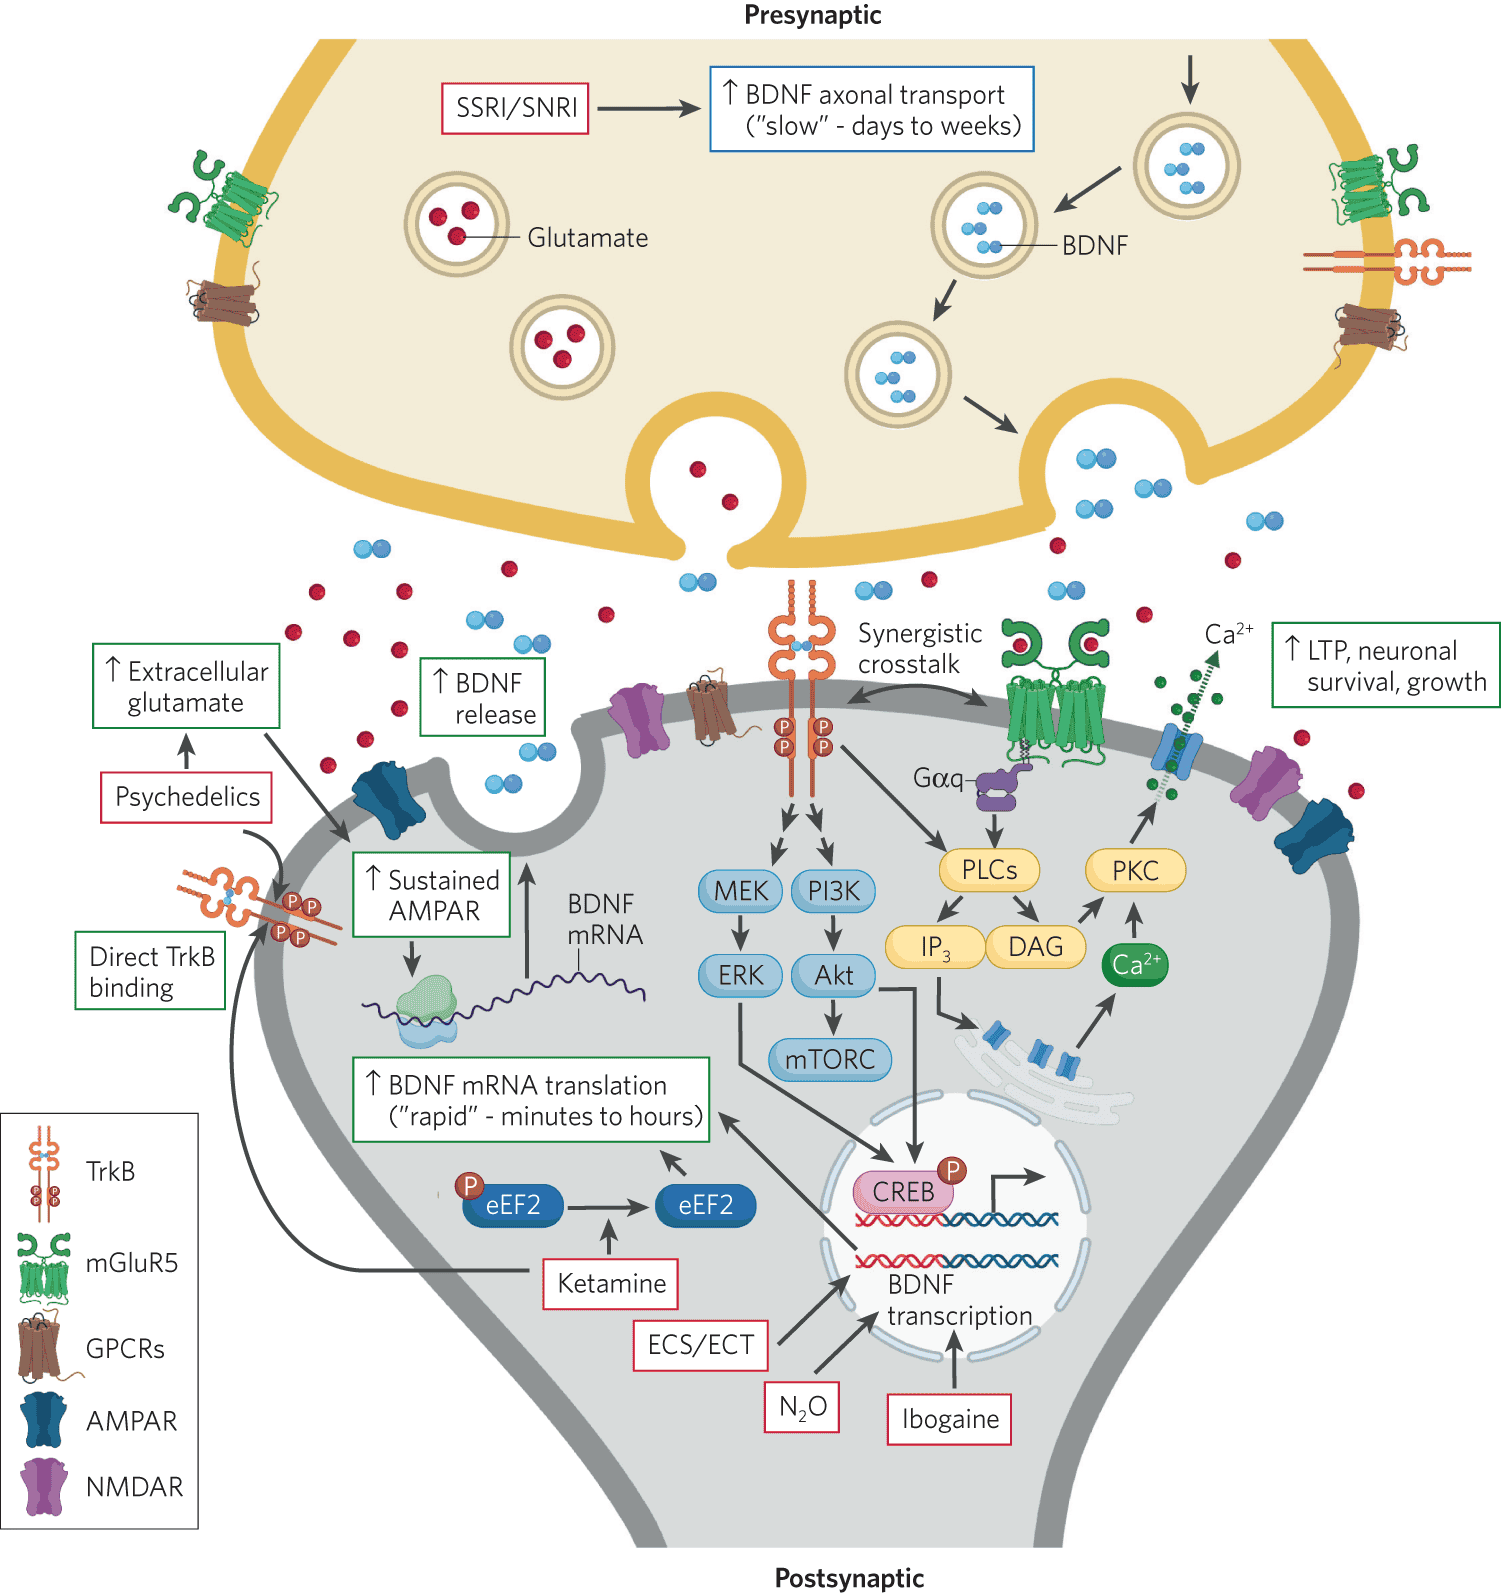 Presynaptic
SSRI/SNRI
↑ BDNF axonal transport
("slow" - days to weeks)
Glutamate
BDNF
Synergistic
crosstalk
Ca²⁺
↑ LTP, neuronal
survival, growth
↑ Extracellular
glutamate
↑ BDNF
release
Psychedelics
P
P
P
P
Gαq
↑ Sustained
AMPAR
BDNF
mRNA
MEK
PI3K
PLCs
PKC
P
P
P
P
Direct TrkB
binding
ERK
Akt
IP₃
DAG
Ca²⁺
mTORC
↑ BDNF mRNA translation
("rapid" - minutes to hours)
P
eEF2
eEF2
P
CREB
Ketamine
BDNF
transcription
ECS/ECT
N₂O
Ibogaine
TrkB
P
P
P
P
mGluR5
GPCRs
AMPAR
NMDAR
Postsynaptic